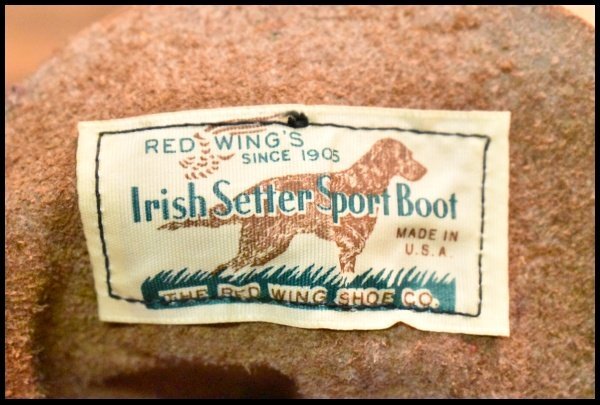 RED WING'S
SINCE 1905
Irish Setter Sport Boot
MADE IN
U.S.A.
THE RED WING SHOE CO.